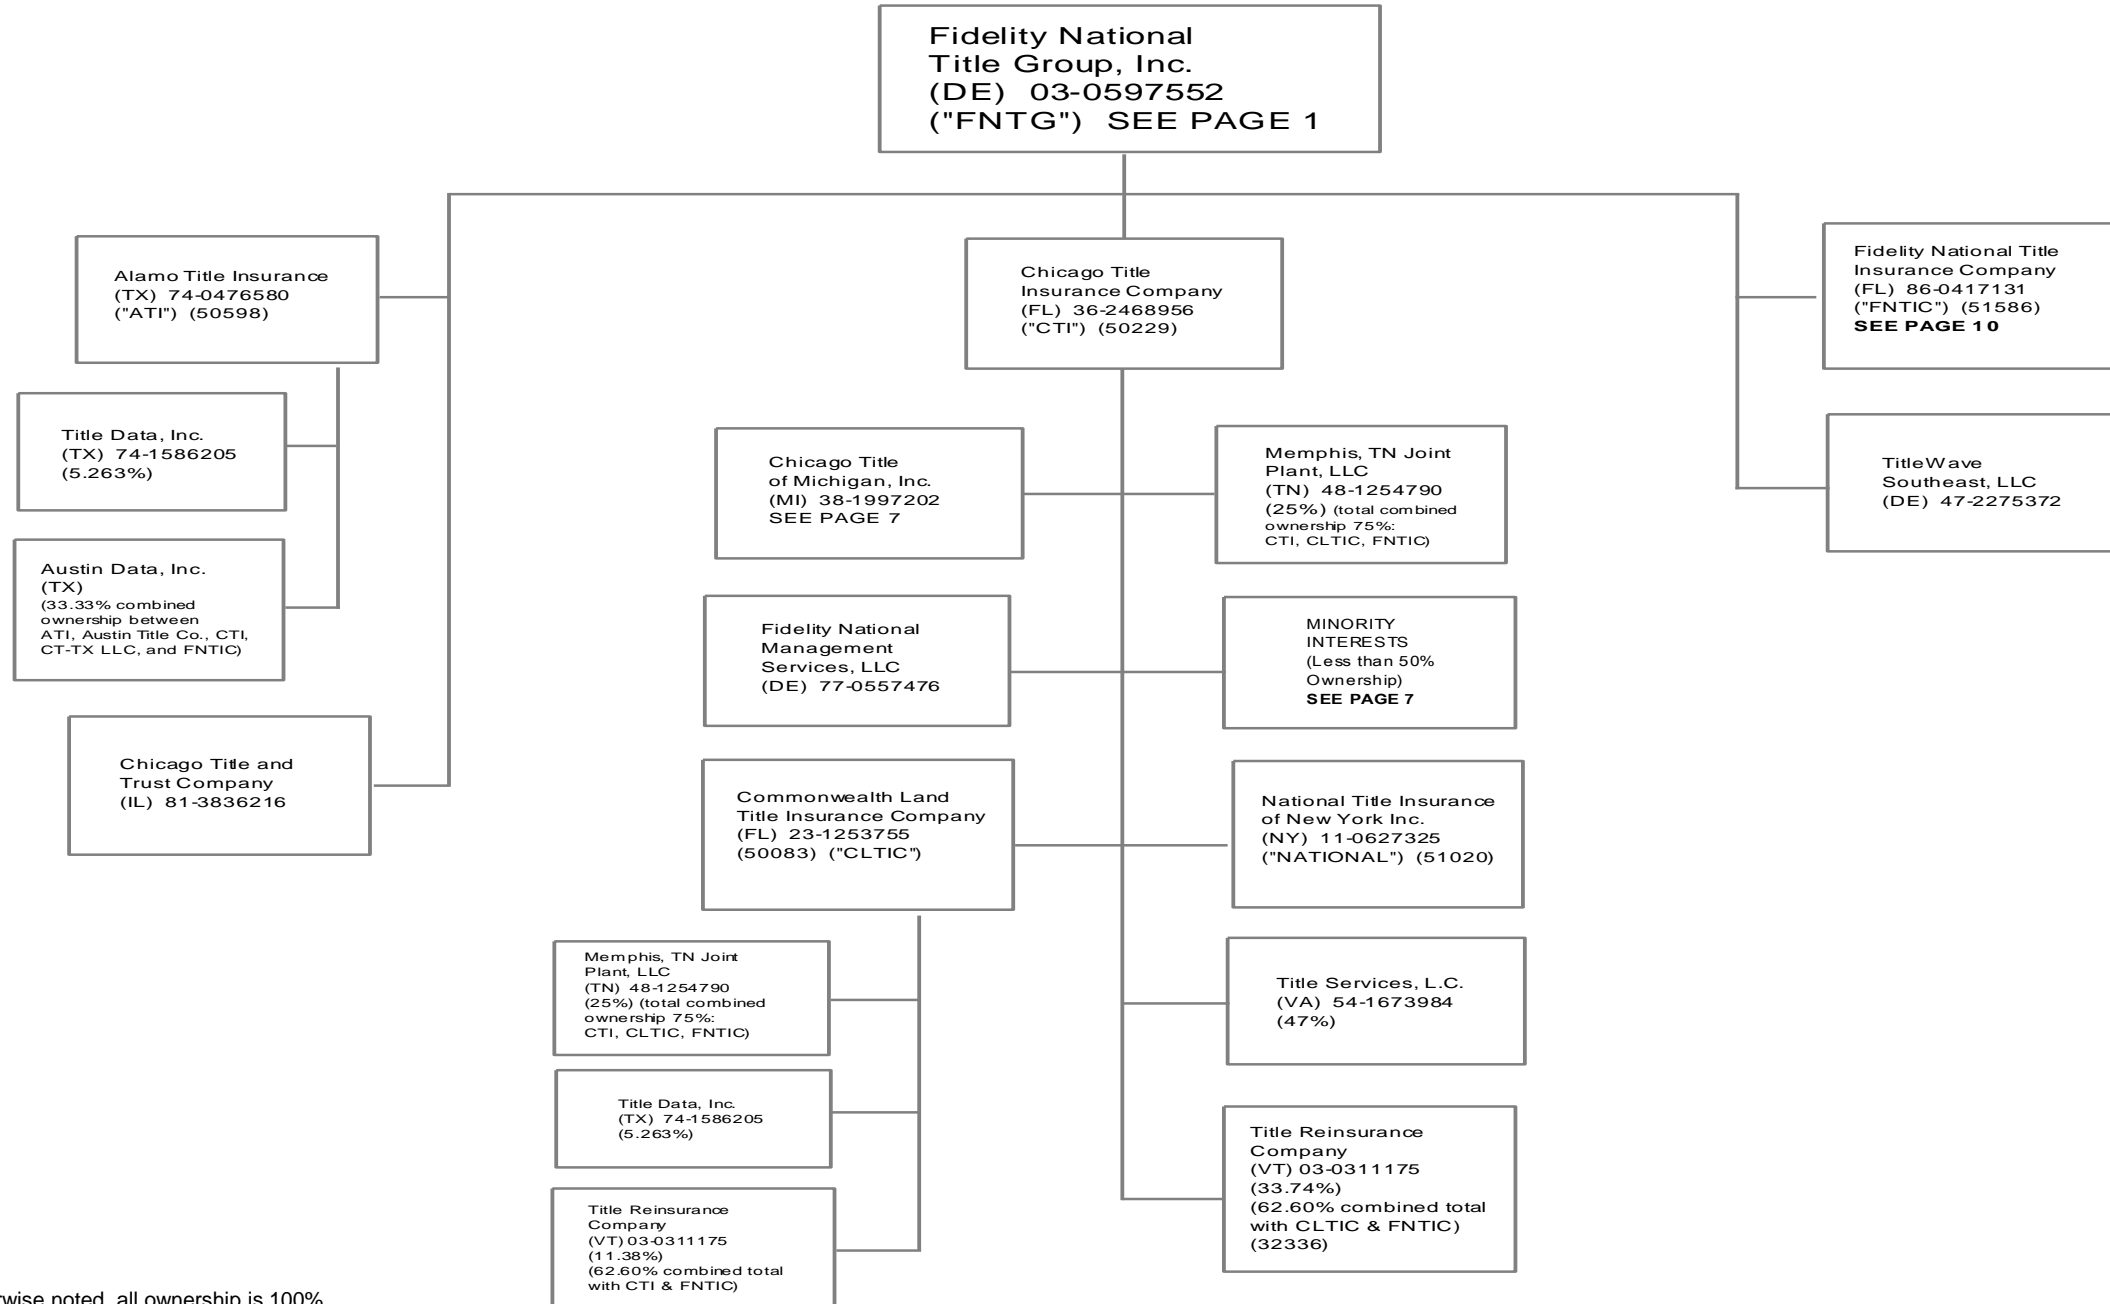 Fidelity National
Title Group, Inc.
(DE) 03-0597552
("FNTG") SEE PAGE 1
Alamo Title Insurance
(TX) 74-0476580
("ATI") (50598)
Chicago Title
Insurance Company
(FL) 36-2468956
("CTI") (50229)
Fidelity National Title
Insurance Company
(FL) 86-0417131
("FNTIC") (51586)
SEE PAGE 10
Title Data, Inc.
(TX) 74-1586205
(5.263%)
Chicago Title
of Michigan, Inc.
(MI) 38-1997202
SEE PAGE 7
Memphis, TN Joint
Plant, LLC
(TN) 48-1254790
(25%) (total combined
ownership 75%:
CTI, CLTIC, FNTIC)
TitleWave
Southeast, LLC
(DE) 47-2275372
Austin Data, Inc.
(TX)
(33.33% combined
ownership between
ATI, Austin Title Co., CTI,
CT-TX LLC, and FNTIC)
Fidelity National
Management
Services, LLC
(DE) 77-0557476
MINORITY
INTERESTS
(Less than 50%
Ownership)
SEE PAGE 7
Chicago Title and
Trust Company
(IL) 81-3836216
Commonwealth Land
Title Insurance Company
(FL) 23-1253755
(50083) ("CLTIC")
National Title Insurance
of New York Inc.
(NY) 11-0627325
("NATIONAL") (51020)
Memphis, TN Joint
Plant, LLC
(TN) 48-1254790
(25%) (total combined
ownership 75%:
CTI, CLTIC, FNTIC)
Title Services, L.C.
(VA) 54-1673984
(47%)
Title Data, Inc.
(TX) 74-1586205
(5.263%)
Title Reinsurance
Company
(VT) 03-0311175
(33.74%)
(62.60% combined total
with CLTIC & FNTIC)
(32336)
Title Reinsurance
Company
(VT) 03-0311175
(11.38%)
(62.60% combined total
with CTI & FNTIC)
noted, all ownership is 100%